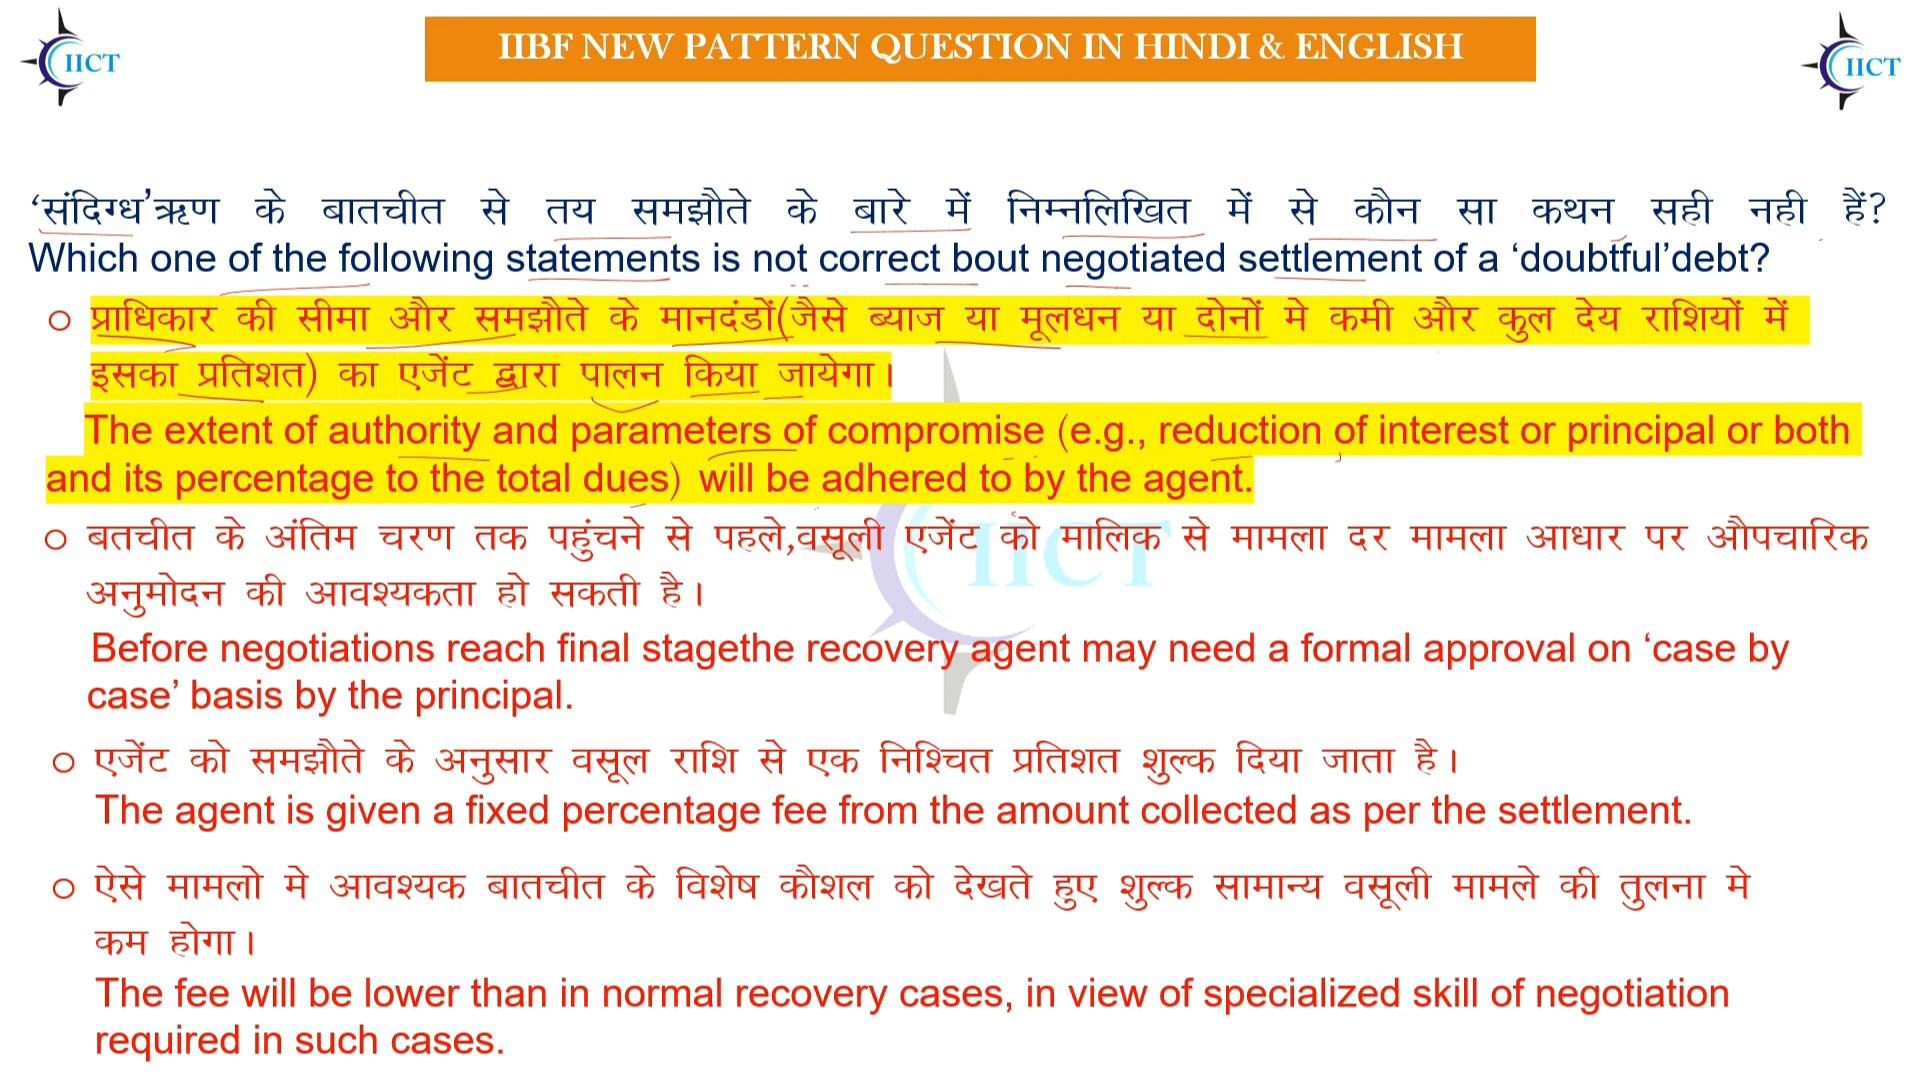 IICT
IIBF NEW PATTERN QUESTION IN HINDI & ENGLISH
IICT
‘संदिग्ध’ऋण के बातचीत से तय समझौते के बारे में निम्नलिखित में से कौन सा कथन सही नही हैं?
Which one of the following statements is not correct bout negotiated settlement of a ‘doubtful’debt?
प्राधिकार की सीमा और समझौते के मानदंडों(जैसे ब्याज या मूलधन या दोनों मे कमी और कुल देय राशियों में
इसका प्रतिशत) का एजेंट द्वारा पालन किया जायेगा।
The extent of authority and parameters of compromise (e.g., reduction of interest or principal or both
and its percentage to the total dues) will be adhered to by the agent.
बतचीत के अंतिम चरण तक पहुंचने से पहले,वसूली एजेंट को मालिक से मामला दर मामला आधार पर औपचारिक
अनुमोदन की आवश्यकता हो सकती है।
IICT
Before negotiations reach final stagethe recovery agent may need a formal approval on ‘case by
case’ basis by the principal.
एजेंट को समझौते के अनुसार वसूल राशि से एक निश्चित प्रतिशत शुल्क दिया जाता है।
The agent is given a fixed percentage fee from the amount collected as per the settlement.
ऐसे मामलो मे आवश्यक बातचीत के विशेष कौशल को देखते हुए शुल्क सामान्य वसूली मामले की तुलना मे
कम होगा।
The fee will be lower than in normal recovery cases, in view of specialized skill of negotiation
required in such cases.